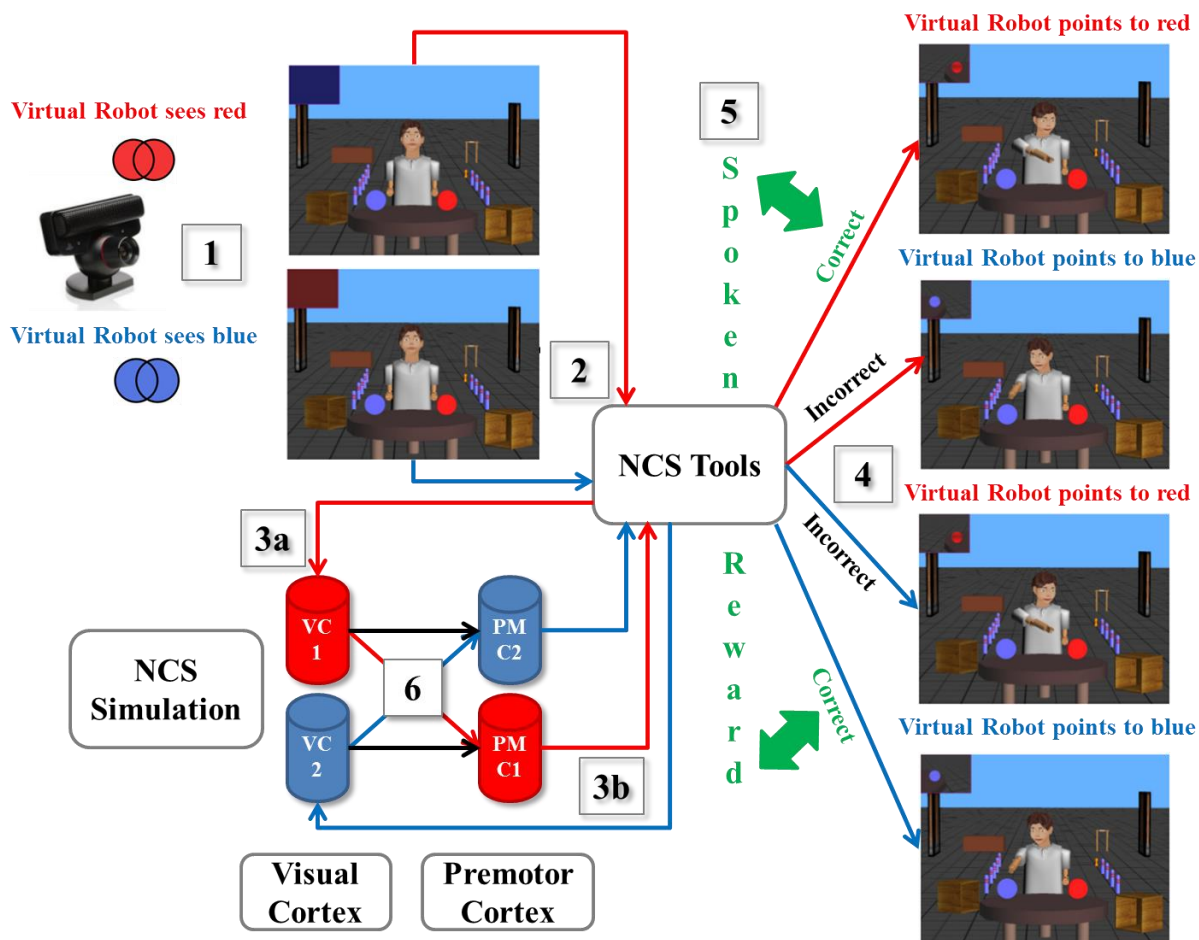 Virtual Robot sees red
1
Virtual Robot sees blue
2
NCS Tools
3a
VC
1
PM
C2
6
VC
2
PM
C1
3b
NCS
Simulation
Visual
Cortex
Premotor
Cortex
5
Spoken
Reward
Correct
Incorrect
4
Incorrect
Correct
Virtual Robot points to red
Virtual Robot points to blue
Virtual Robot points to red
Virtual Robot points to blue